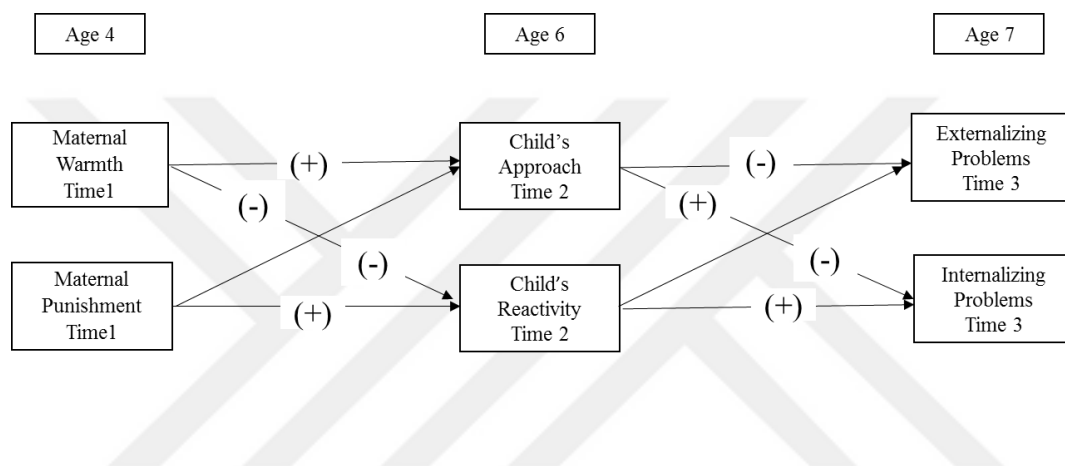 Age 4
Age 6
Age 7
Maternal
Warmth
Time1
(+)
(-)
Child's
Approach
Time 2
(-)
(+)
Externalizing
Problems
Time 3
Maternal
Punishment
Time1
(-)
(+)
Child's
Reactivity
Time 2
(-)
(+)
Internalizing
Problems
Time 3